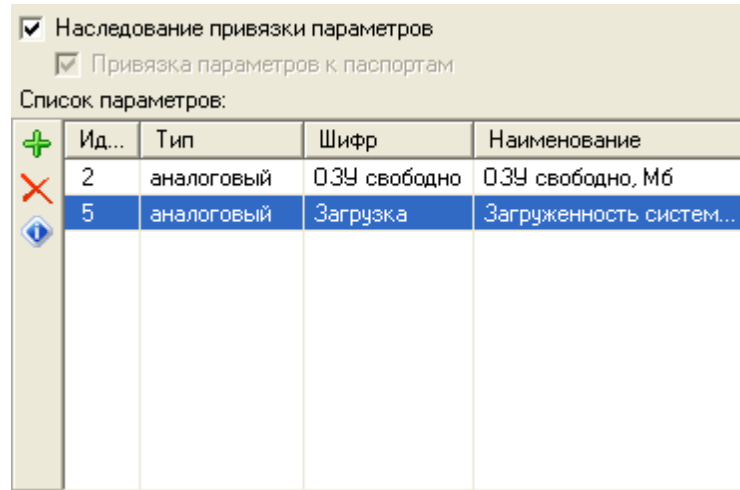 Наследование привязки параметров
Привязка параметров к паспортам
Список параметров:
Ид... Тип Шифр Наименование
2 аналоговый ОЗУ свободно ОЗУ свободно, Мб
5 аналоговый Загрузка Загруженность систем...